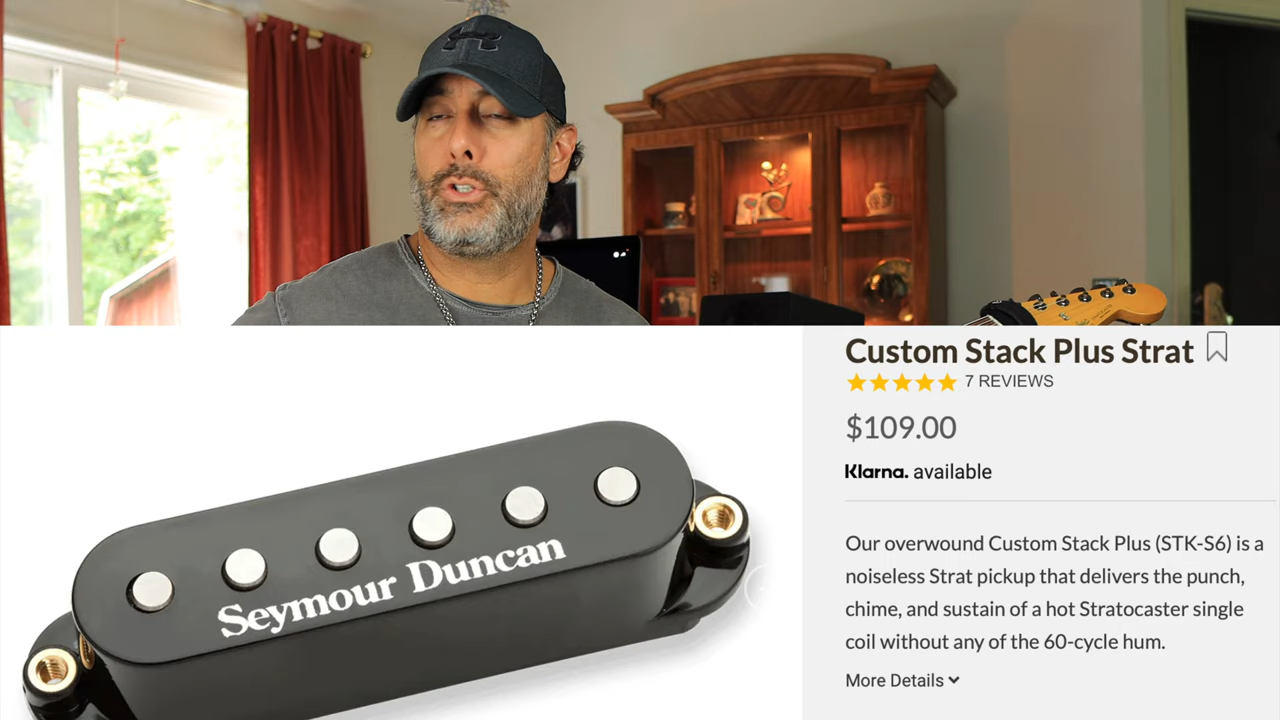 Custom Stack Plus Strat
7 REVIEWS
$109.00
Klarna. available
Our overwound Custom Stack Plus (STK-S6) is a
noiseless Strat pickup that delivers the punch,
chime, and sustain of a hot Stratocaster single
coil without any of the 60-cycle hum.
More Details
Seymour Duncan